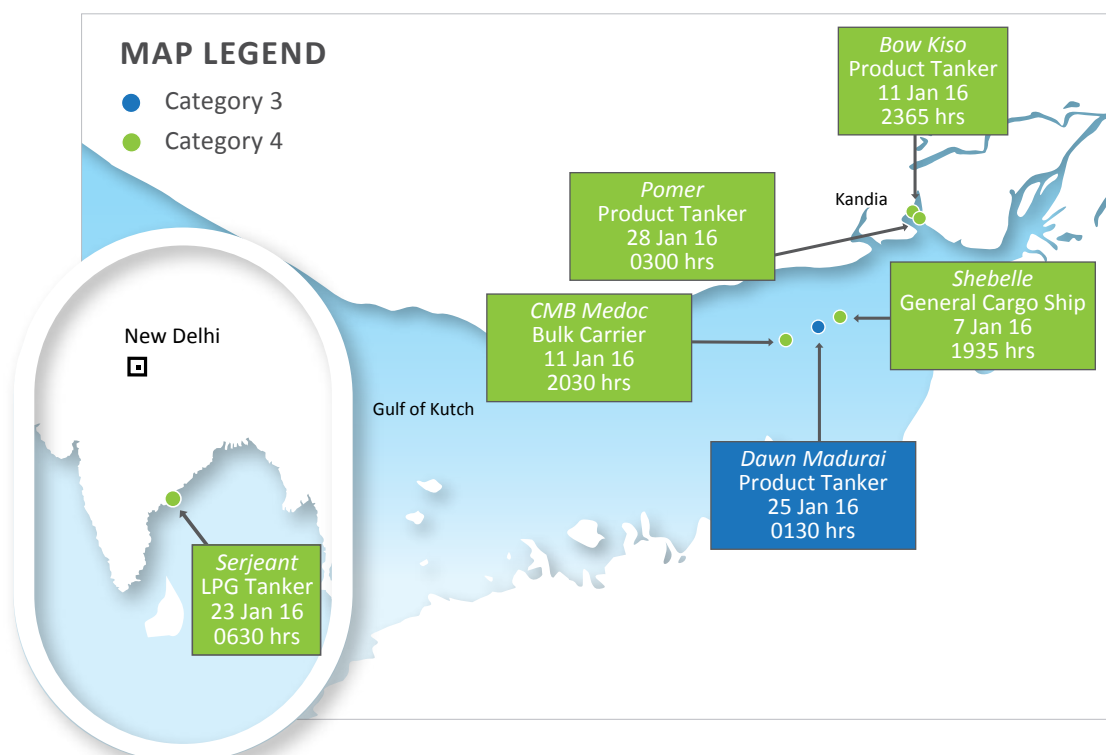 MAP LEGEND
Category 3
Category 4
Bow Kiso
Product Tanker
11 Jan 16
2365 hrs
Kandia
Pomer
Product Tanker
28 Jan 16
0300 hrs
Shebelle
General Cargo Ship
7 Jan 16
1935 hrs
CMB Medoc
Bulk Carrier
11 Jan 16
2030 hrs
New Delhi
Gulf of Kutch
Dawn Madurai
Product Tanker
25 Jan 16
0130 hrs
Serjeant
LPG Tanker
23 Jan 16
0630 hrs